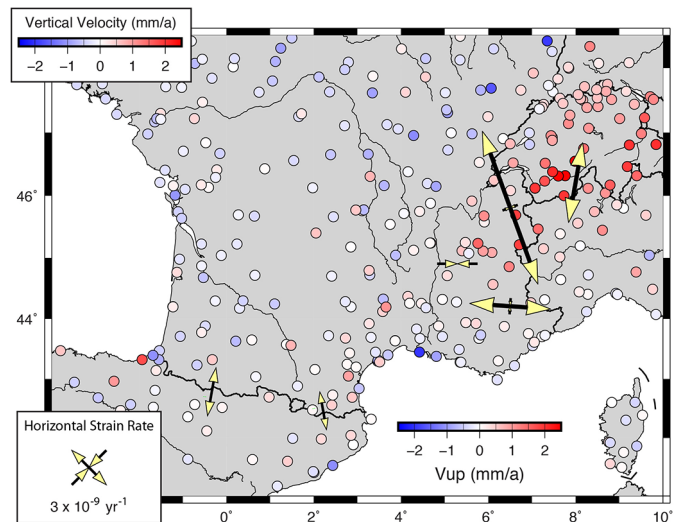 Vertical Velocity (mm/a)
−2 −1 0 1 2
46°
44°
Horizontal Strain Rate
3 x 10⁻⁹ yr⁻¹
−2 −1 0 1 2
Vup (mm/a)
0° 2° 4° 6° 8° 10°